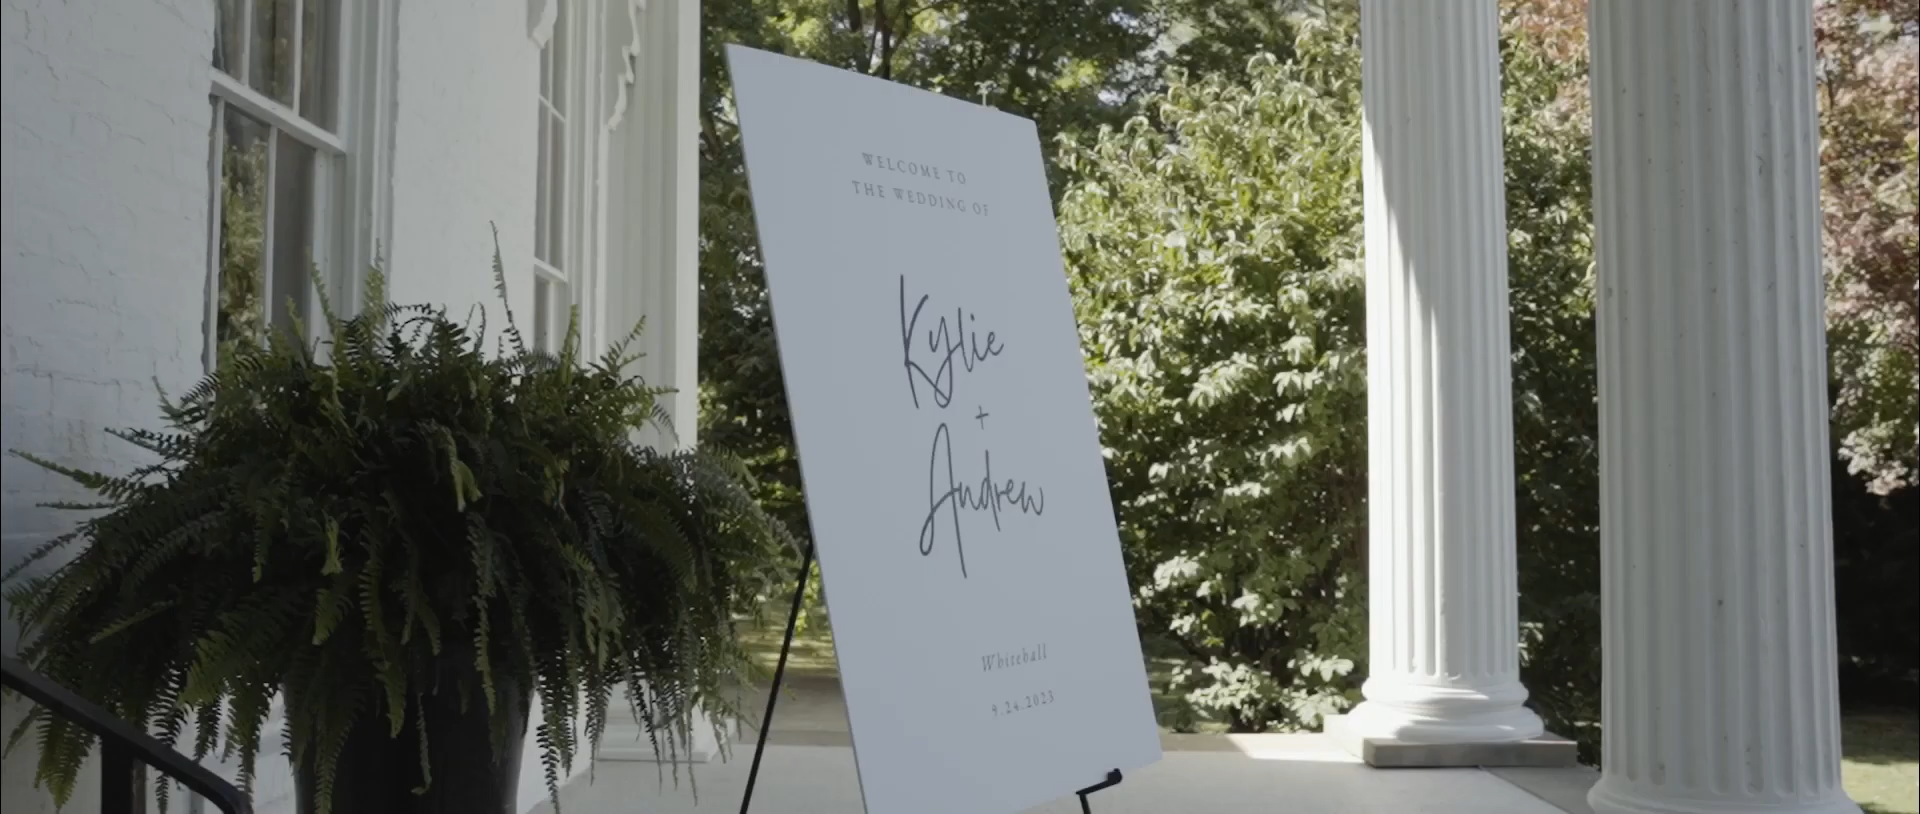 WELCOME TO
THE WEDDING OF
Kylie
+
Andrew
Whitehall
9.24.2023